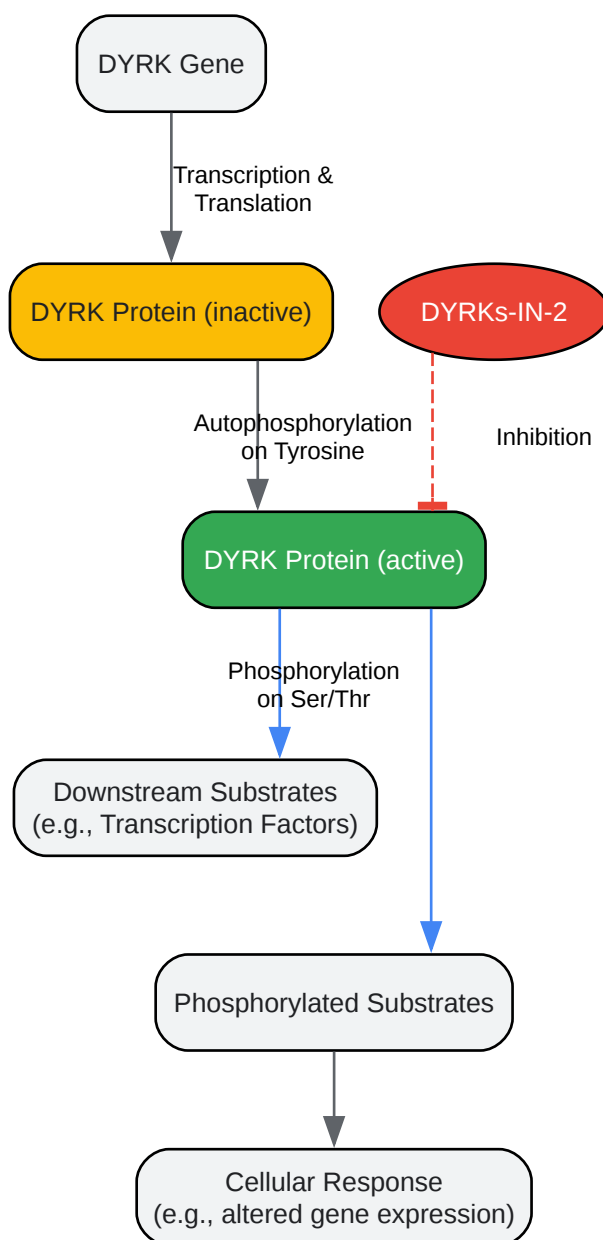 DYRK Gene
Transcription &
Translation
DYRK Protein (inactive)
DYRKs-IN-2
Autophosphorylation
on Tyrosine
Inhibition
DYRK Protein (active)
Phosphorylation
on Ser/Thr
Downstream Substrates
(e.g., Transcription Factors)
Phosphorylated Substrates
Cellular Response
(e.g., altered gene expression)